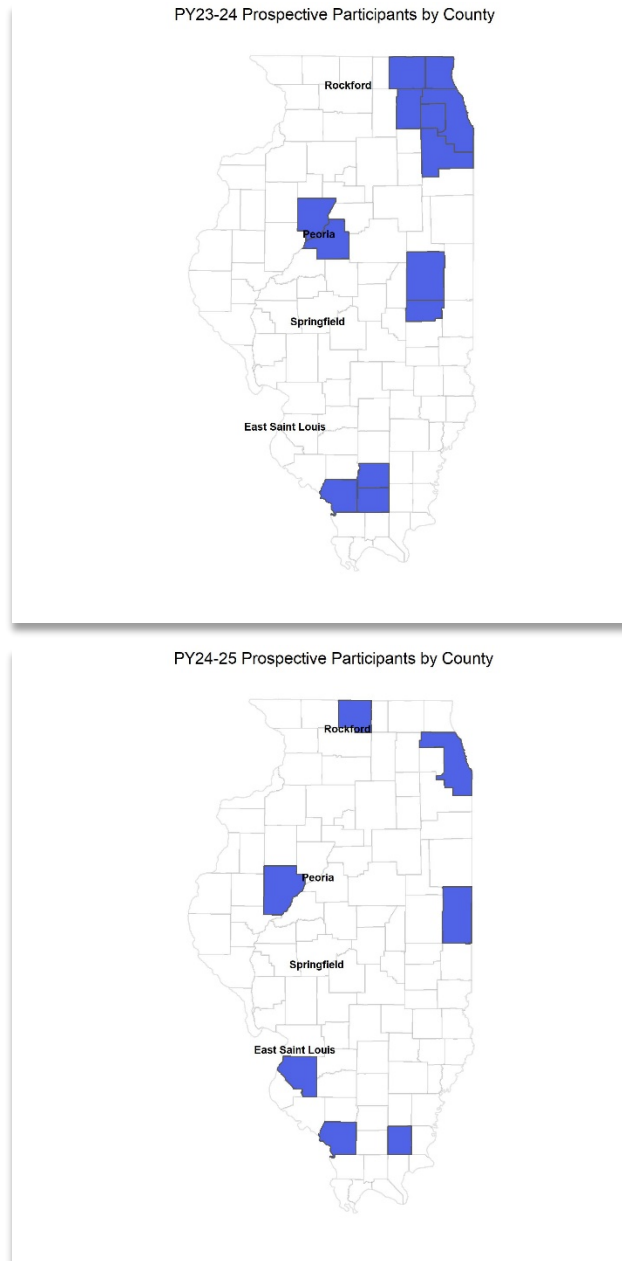 PY23-24 Prospective Participants by County
Rockford
Peoria
Springfield
East Saint Louis
PY24-25 Prospective Participants by County
Rockford
Peoria
Springfield
East Saint Louis